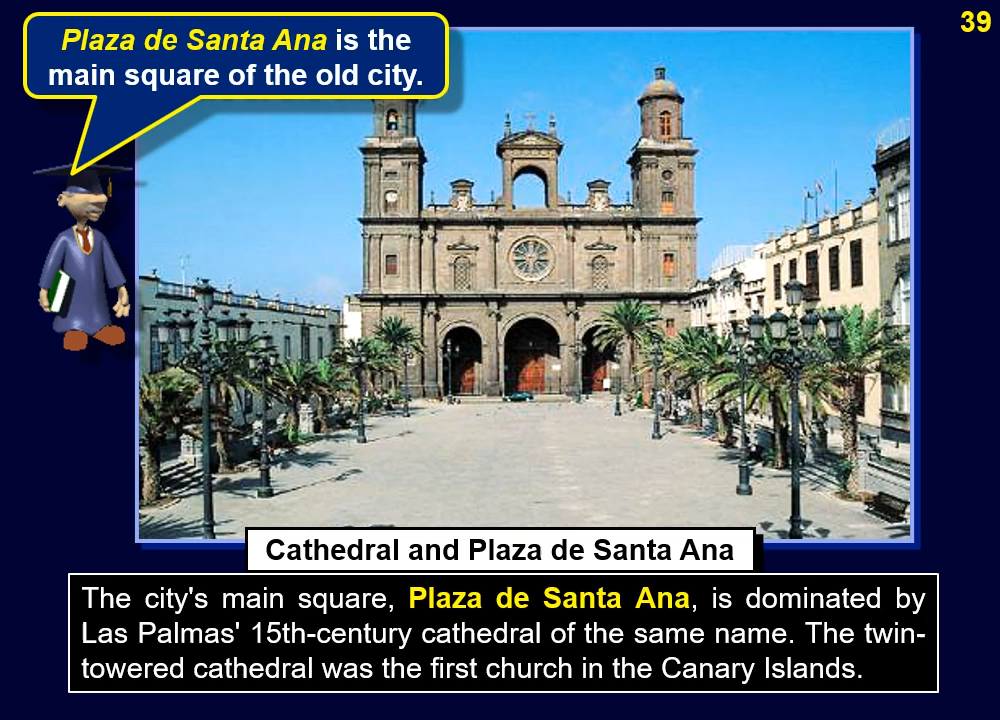 39
Plaza de Santa Ana is the
main square of the old city.
Cathedral and Plaza de Santa Ana
The city's main square, Plaza de Santa Ana, is dominated by
Las Palmas' 15th-century cathedral of the same name. The twin-
towered cathedral was the first church in the Canary Islands.